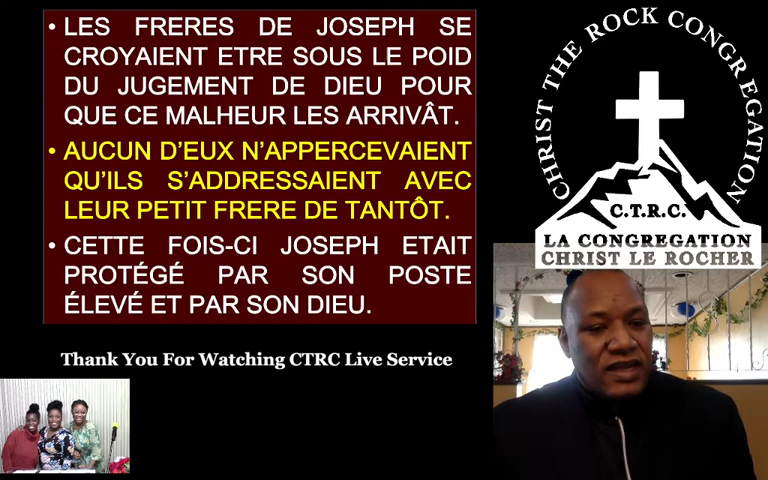 • LES FRERES DE JOSEPH SE
CROYAIENT ETRE SOUS LE POID
DU JUGEMENT DE DIEU POUR
QUE CE MALHEUR LES ARRIVÂT.
• AUCUN D'EUX N'APPERCEVAIENT
QU'ILS S'ADDRESSAIENT AVEC
LEUR PETIT FRERE DE TANTÔT.
• CETTE FOIS-CI JOSEPH ETAIT
PROTÉGÉ PAR SON POSTE
ÉLEVÉ ET PAR SON DIEU.
Thank You For Watching CTRC Live Service
CHRIST THE ROCK CONGREGATION
C.T.R.C.
LA CONGREGATION
CHRIST LE ROCHER